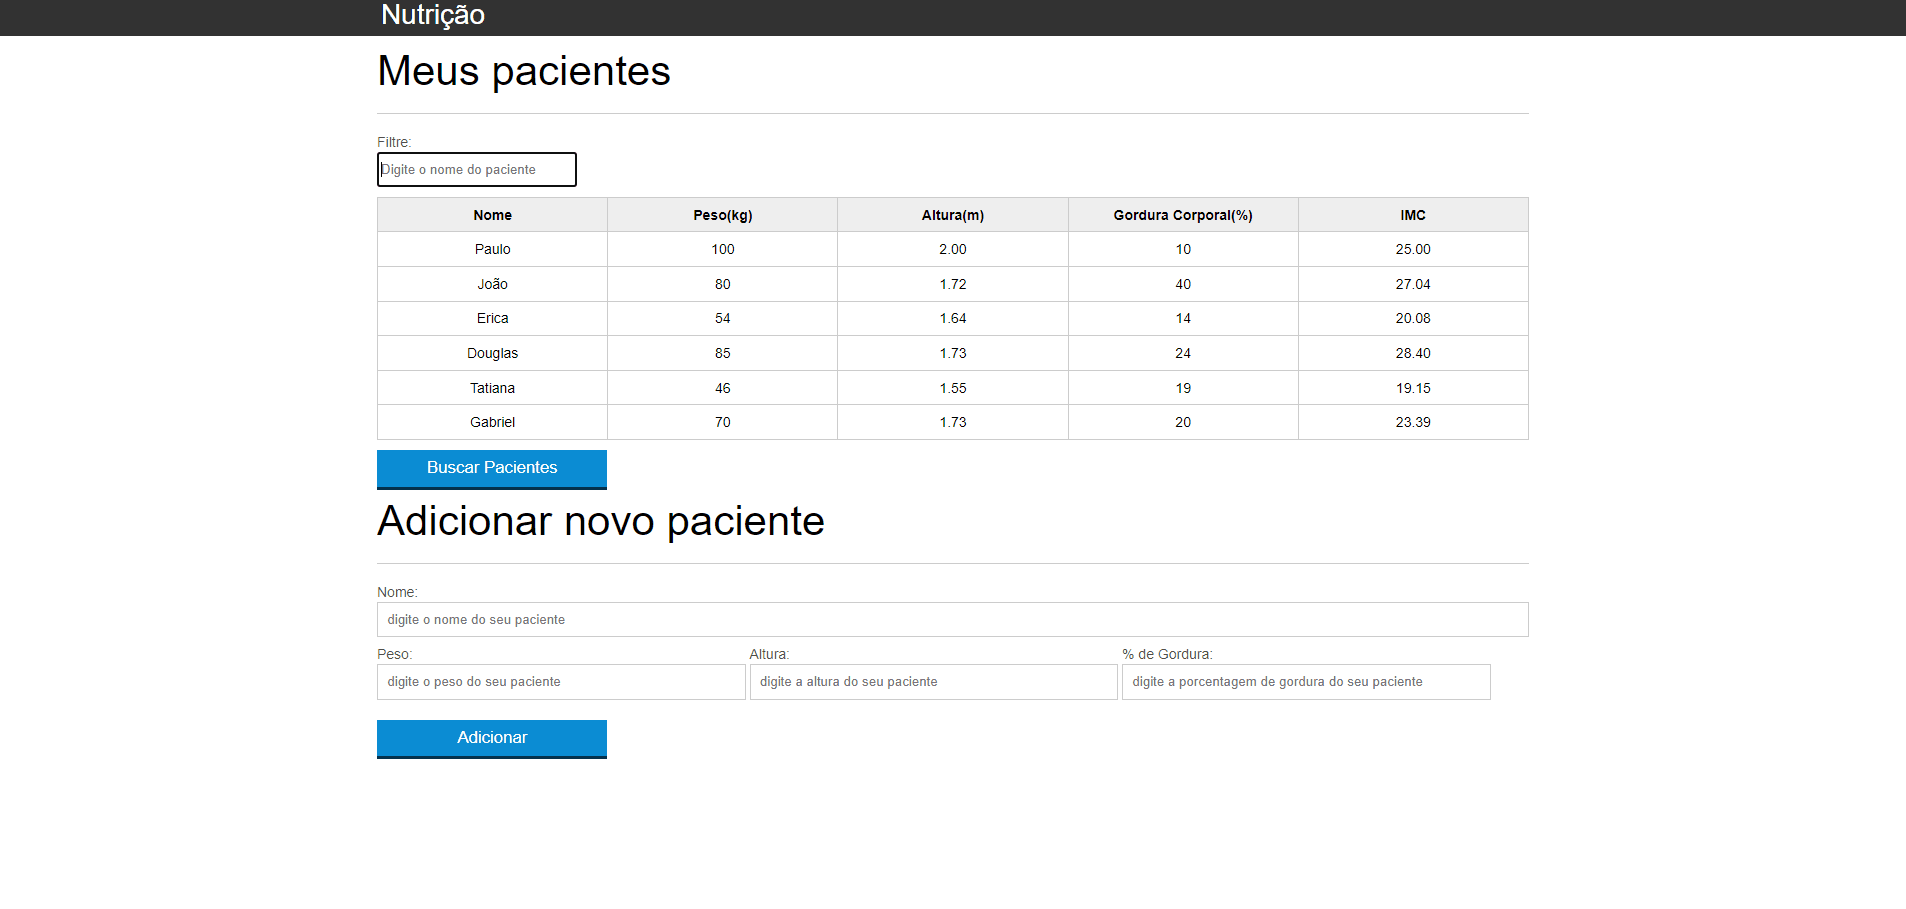 Nutrição
Meus pacientes
Filtre:
Digite o nome do paciente
Nome Peso(kg) Altura(m) Gordura Corporal(%) IMC
Paulo 100 2.00 10 25.00
João 80 1.72 40 27.04
Erica 54 1.64 14 20.08
Douglas 85 1.73 24 28.40
Tatiana 46 1.55 19 19.15
Gabriel 70 1.73 20 23.39
Buscar Pacientes
Adicionar novo paciente
Nome:
digite o nome do seu paciente
Peso: Altura: % de Gordura:
digite o peso do seu paciente digite a altura do seu paciente digite a porcentagem de gordura do seu paciente
Adicionar